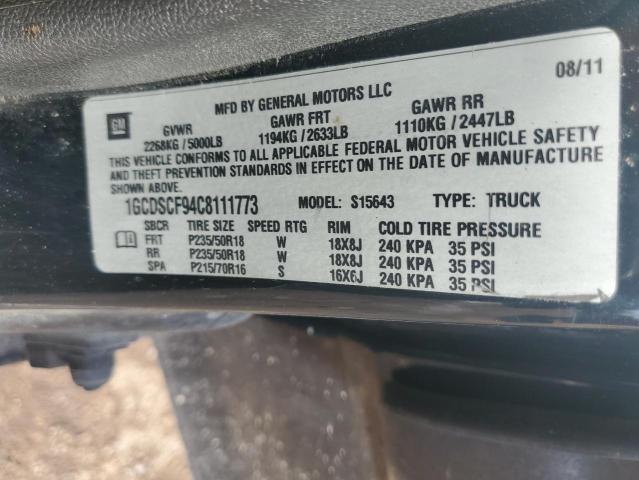 08/11
MFD BY GENERAL MOTORS LLC
GM GVWR GAWR FRT GAWR RR
2268KG / 5000LB 1194KG / 2633LB 1110KG / 2447LB
THIS VEHICLE CONFORMS TO ALL APPLICABLE FEDERAL MOTOR VEHICLE SAFETY
AND THEFT PREVENTION STANDARDS IN EFFECT ON THE DATE OF MANUFACTURE
SHOWN ABOVE.
1GCDSCF94C8111773 MODEL: S15643 TYPE: TRUCK
SBCR TIRE SIZE SPEED RTG RIM COLD TIRE PRESSURE
FRT P235/50R18 W 18X8J 240 KPA 35 PSI
RR P235/50R18 W 18X8J 240 KPA 35 PSI
SPA P215/70R16 S 16X6J 240 KPA 35 PSI